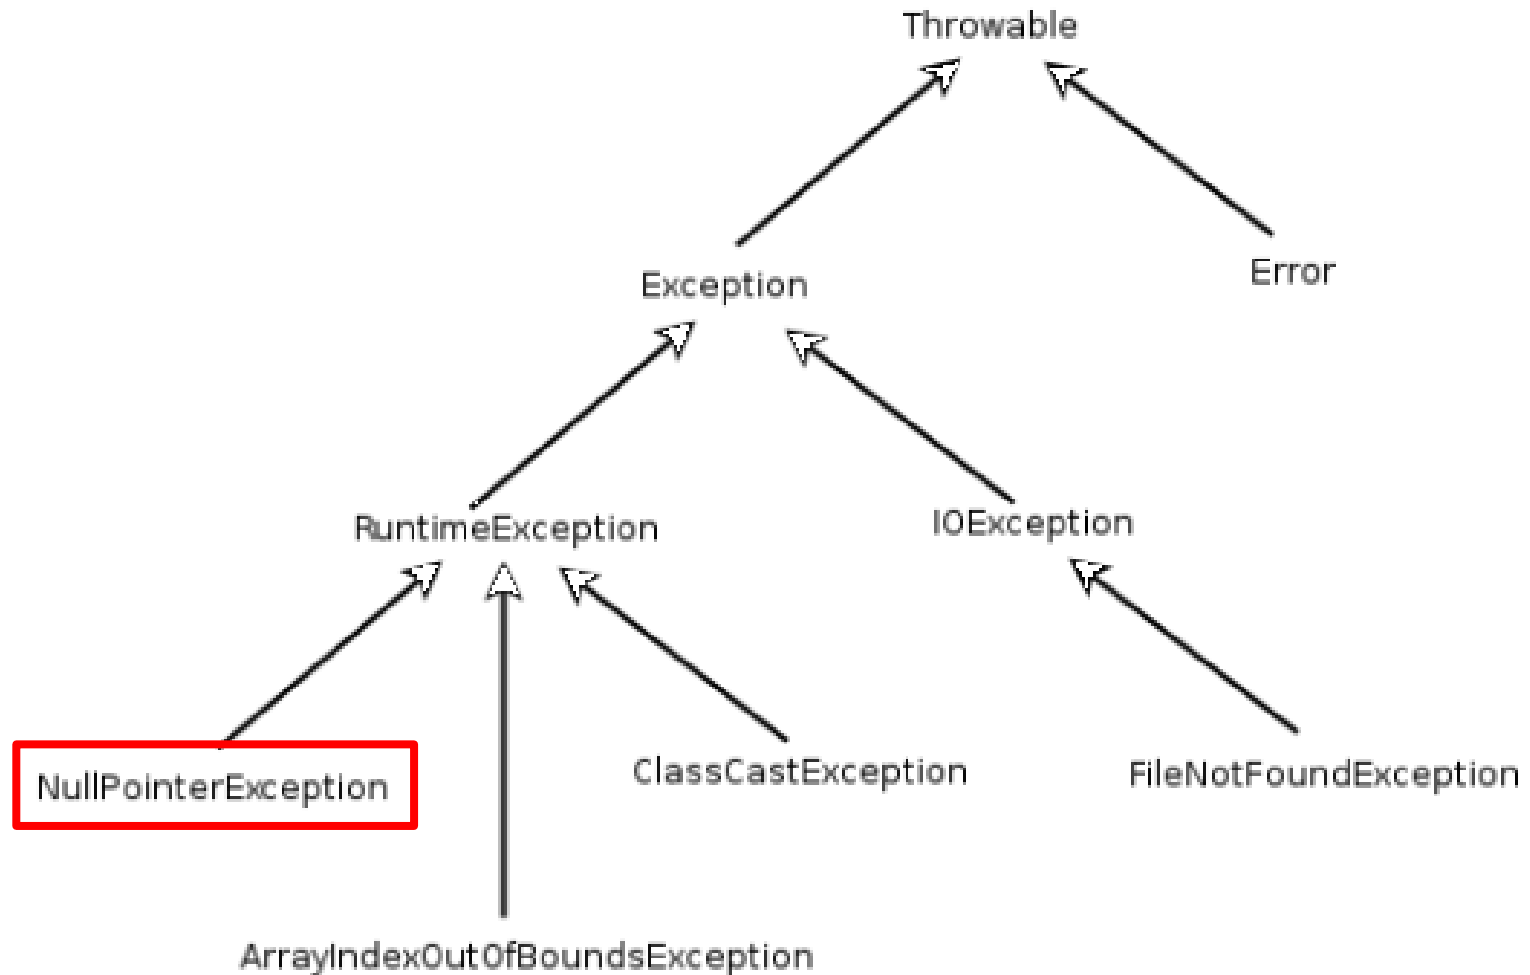 Throwable
Exception
Error
RuntimeException
IOException
NullPointerException
ClassCastException
FileNotFoundException
ArrayIndexOutOfBoundsException